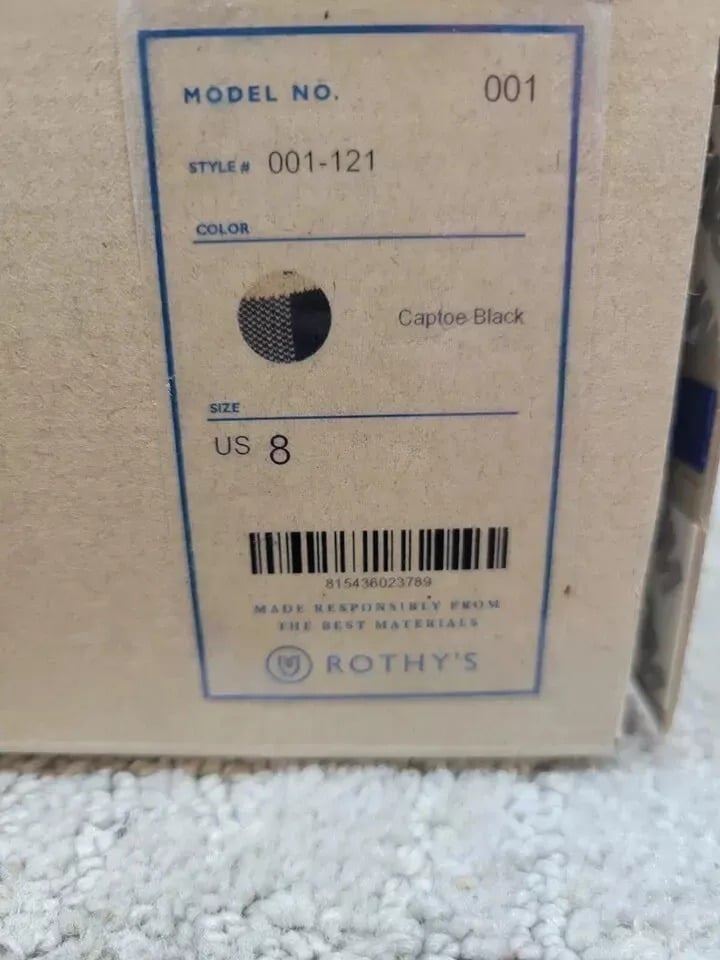 MODEL NO. 001
STYLE# 001-121
COLOR
Captoe Black
SIZE
US 8
815436023789
MADE RESPONSIBLY FROM
THE BEST MATERIALS
ROTHY'S